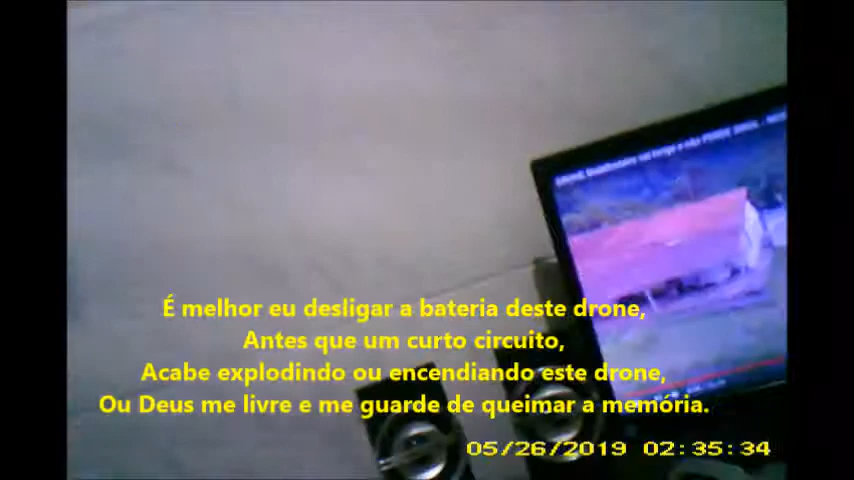 É melhor eu desligar a bateria deste drone,
Antes que um curto circuito,
Acabe explodindo ou encendiando este drone,
Ou Deus me livre e me guarde de queimar a memória.
05/26/2019 02:35:34